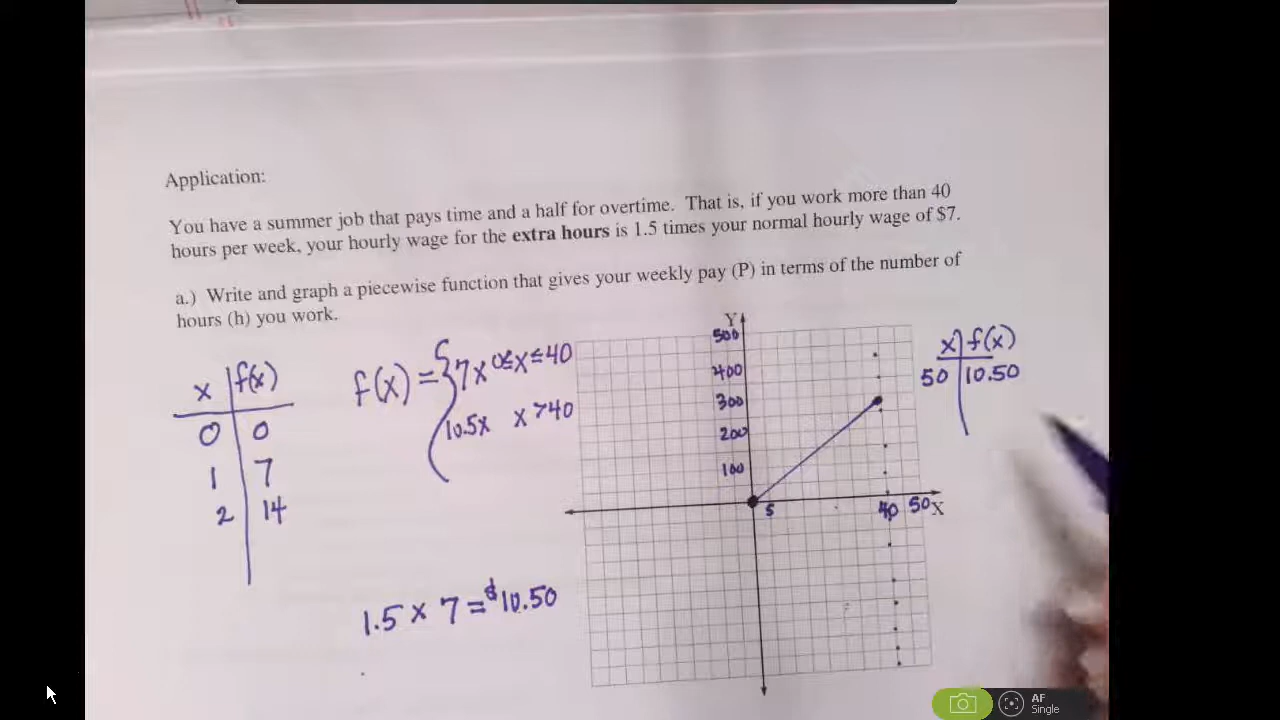 Application:
You have a summer job that pays time and a half for overtime. That is, if you work more than 40
hours per week, your hourly wage for the extra hours is 1.5 times your normal hourly wage of $7.
a.) Write and graph a piecewise function that gives your weekly pay (P) in terms of the number of
hours (h) you work.
x f(x)
0 0
1 7
2 14
f(x) = { 7x 0≤x≤40
10.5x x>40
1.5 × 7 = $10.50
Y
500
400
300
200
100
5 40 50 X
x f(x)
50 10.50
AF
Single